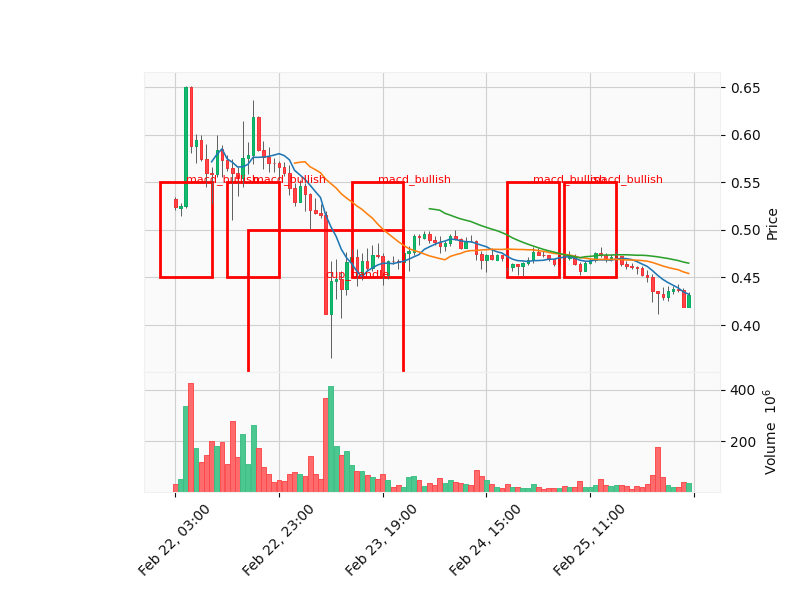 0.65
0.60
0.55
0.50
0.45
0.40
Price
macd_bullish
macd_bullish
macd_bullish
macd_bullish
macd_bullish
cup_handle
400
200
Volume 10^6
Feb 22, 03:00
Feb 22, 23:00
Feb 23, 19:00
Feb 24, 15:00
Feb 25, 11:00